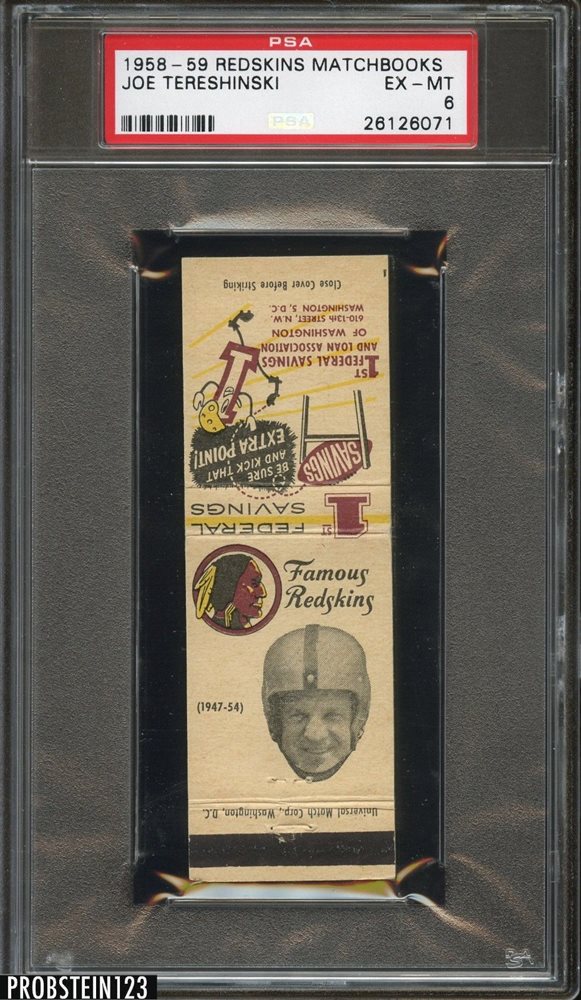 PSA
1958-59 REDSKINS MATCHBOOKS
JOE TERESHINSKI EX-MT
6
PSA 26126071
Close Cover Before Striking
1ST FEDERAL SAVINGS
AND LOAN ASSOCIATION
OF WASHINGTON
610-13th STREET, N.W.
WASHINGTON 5, D.C.
BE SURE
AND KICK THAT
EXTRA POINT!
SAVINGS
1ST FEDERAL
SAVINGS
Famous
Redskins
(1947-54)
Universal Match Corp., Washington, D.C.
PSA
PROBSTEIN123